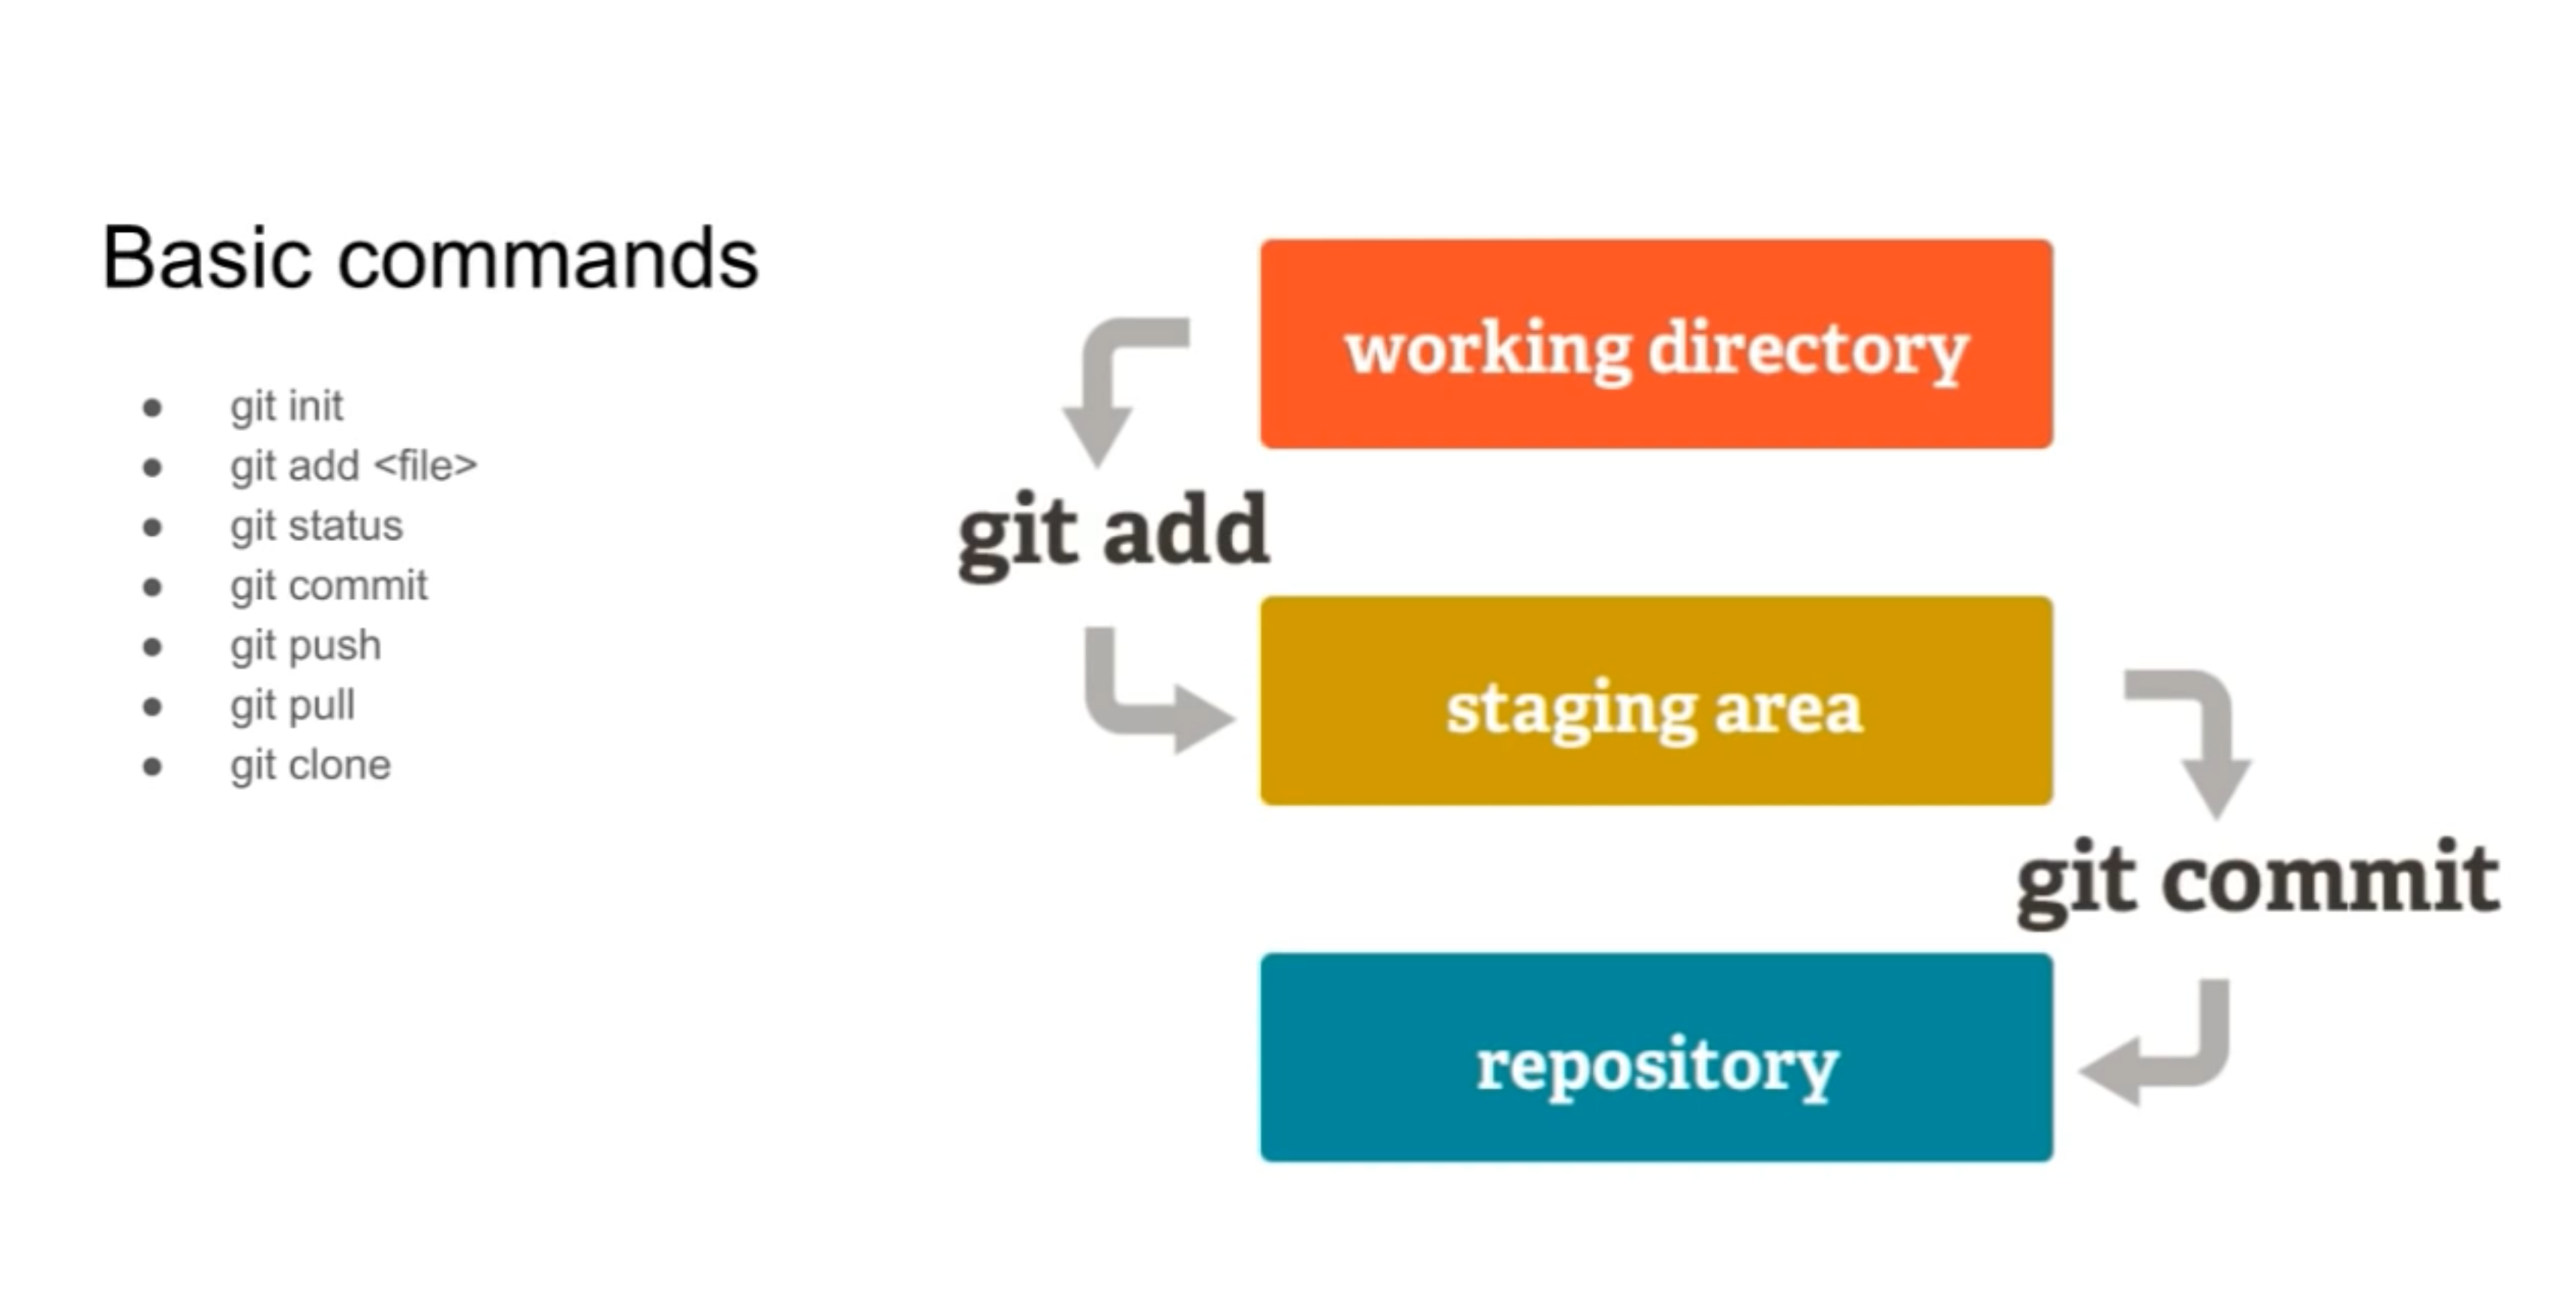 Basic commands
git init
git add <file>
git status
git commit
git push
git pull
git clone
working directory
git add
staging area
git commit
repository